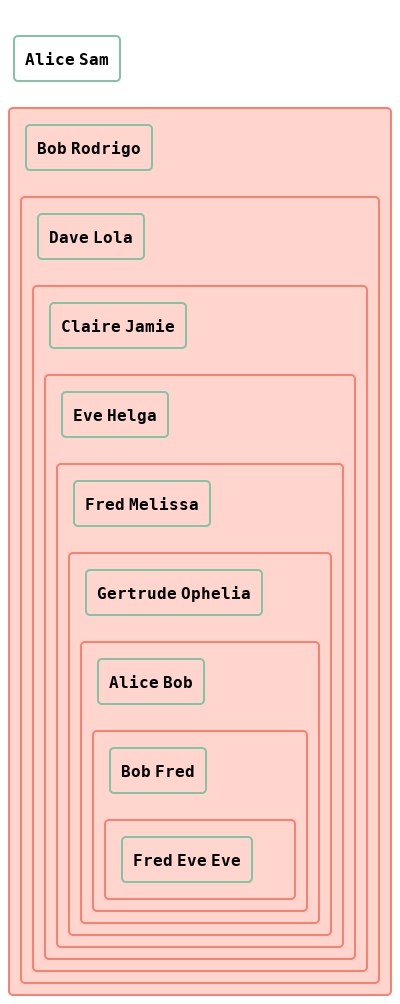 Alice Sam
Bob Rodrigo
Dave Lola
Claire Jamie
Eve Helga
Fred Melissa
Gertrude Ophelia
Alice Bob
Bob Fred
Fred Eve Eve